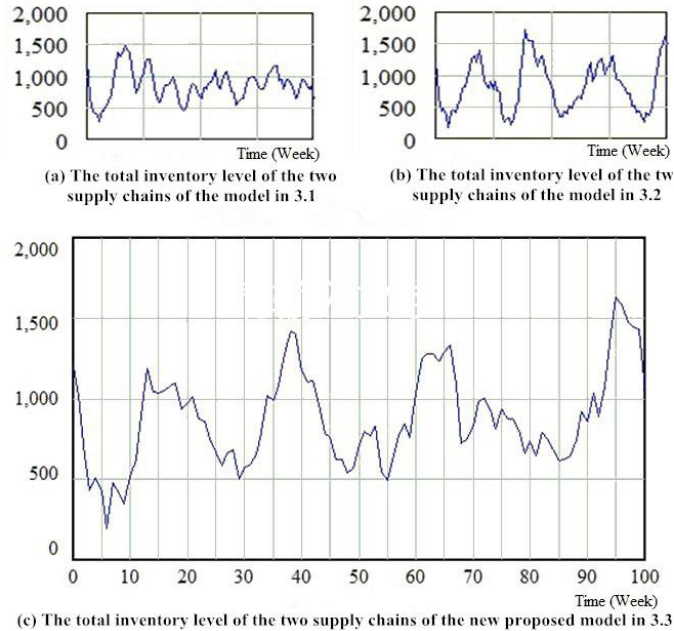 2,000
1,500
1,000
500
0
Time (Week)
(a) The total inventory level of the two
supply chains of the model in 3.1
2,000
1,500
1,000
500
0
Time (Week)
(b) The total inventory level of the tw
supply chains of the model in 3.2
2,000
1,500
1,000
500
0
0 10 20 30 40 50 60 70 80 90 100
Time (Week)
(c) The total inventory level of the two supply chains of the new proposed model in 3.3